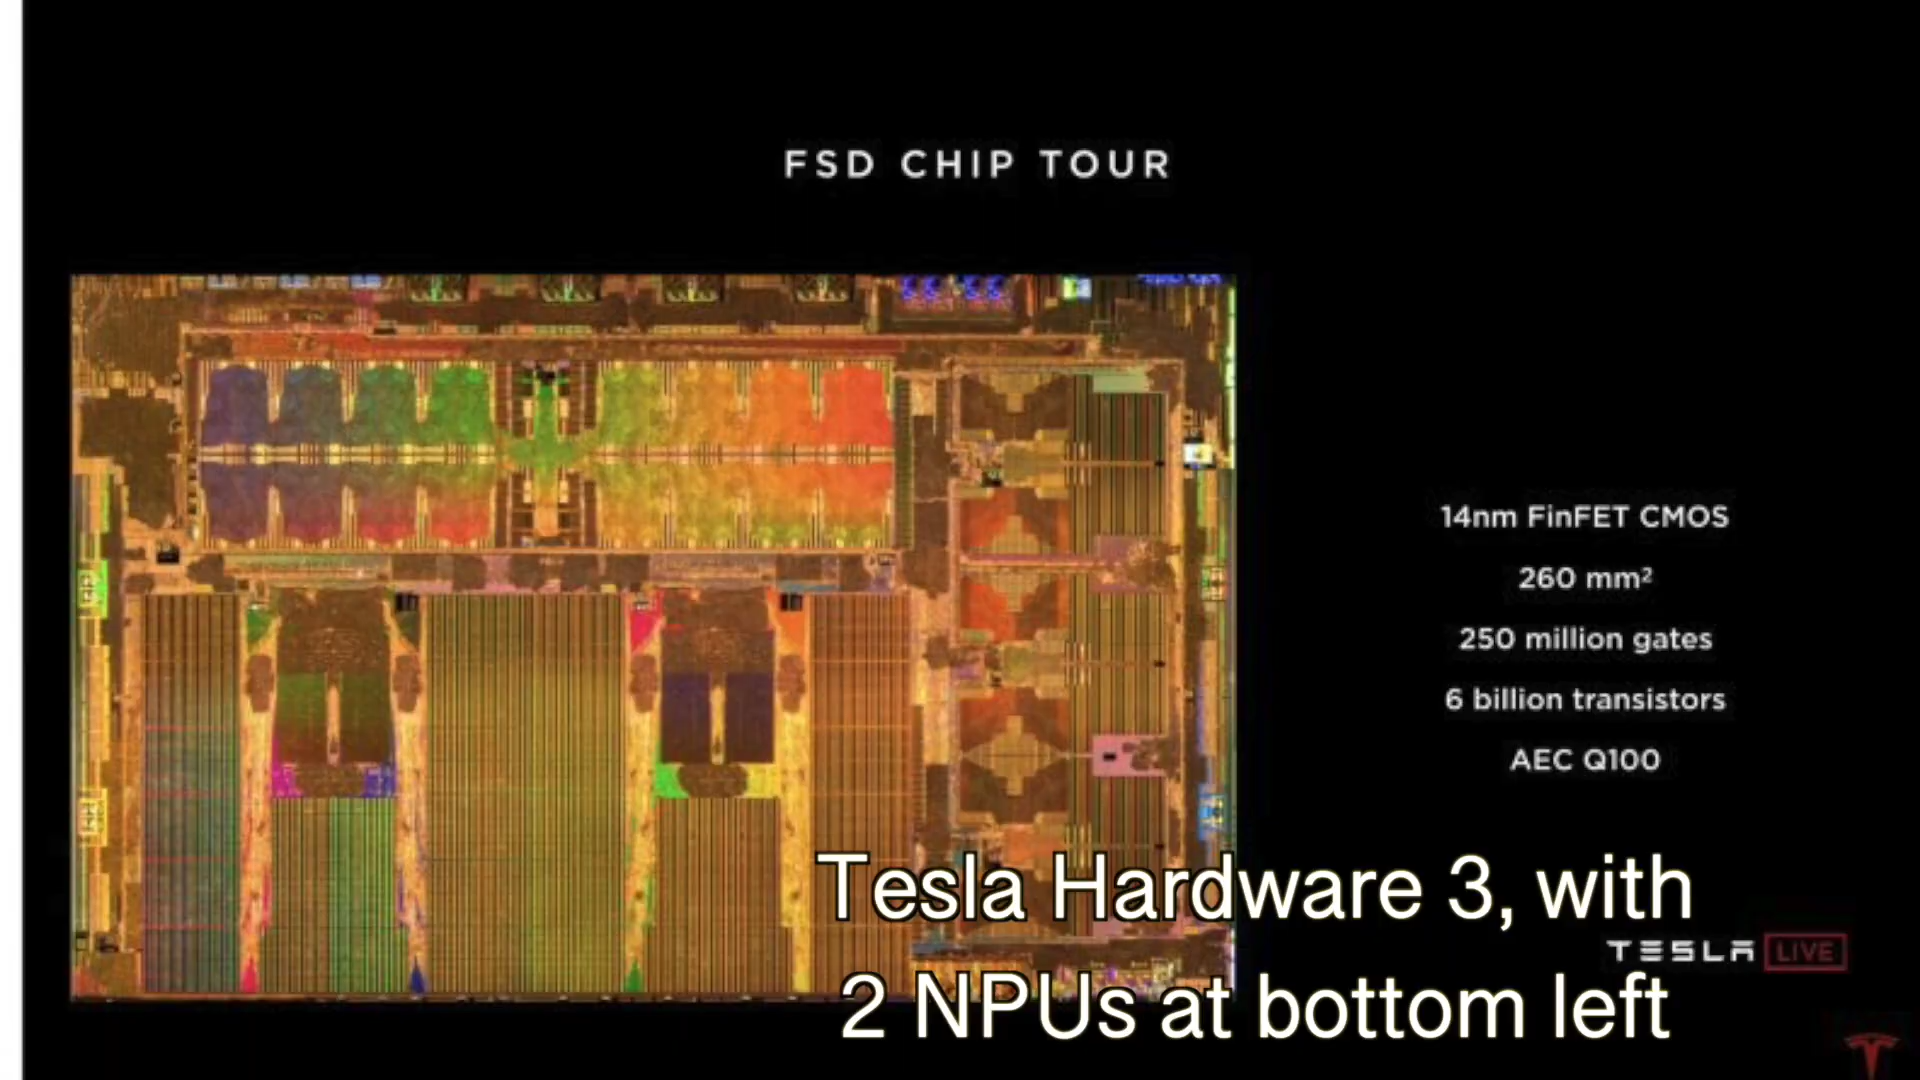 FSD CHIP TOUR
14nm FinFET CMOS
260 mm²
250 million gates
6 billion transistors
AEC Q100
Tesla Hardware 3, with
TESLA LIVE
2 NPUs at bottom left